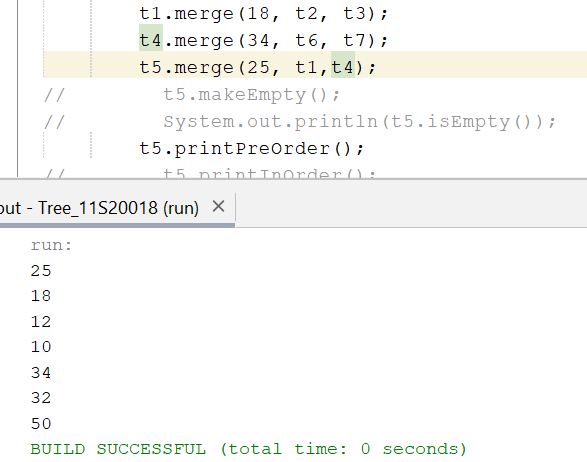 t1.merge(18, t2, t3);
t4.merge(34, t6, t7);
t5.merge(25, t1,t4);
// t5.makeEmpty();
// System.out.println(t5.isEmpty());
t5.printPreOrder();
// t5.printInOrder();
out - Tree_11S20018 (run) ×
run:
25
18
12
10
34
32
50
BUILD SUCCESSFUL (total time: 0 seconds)